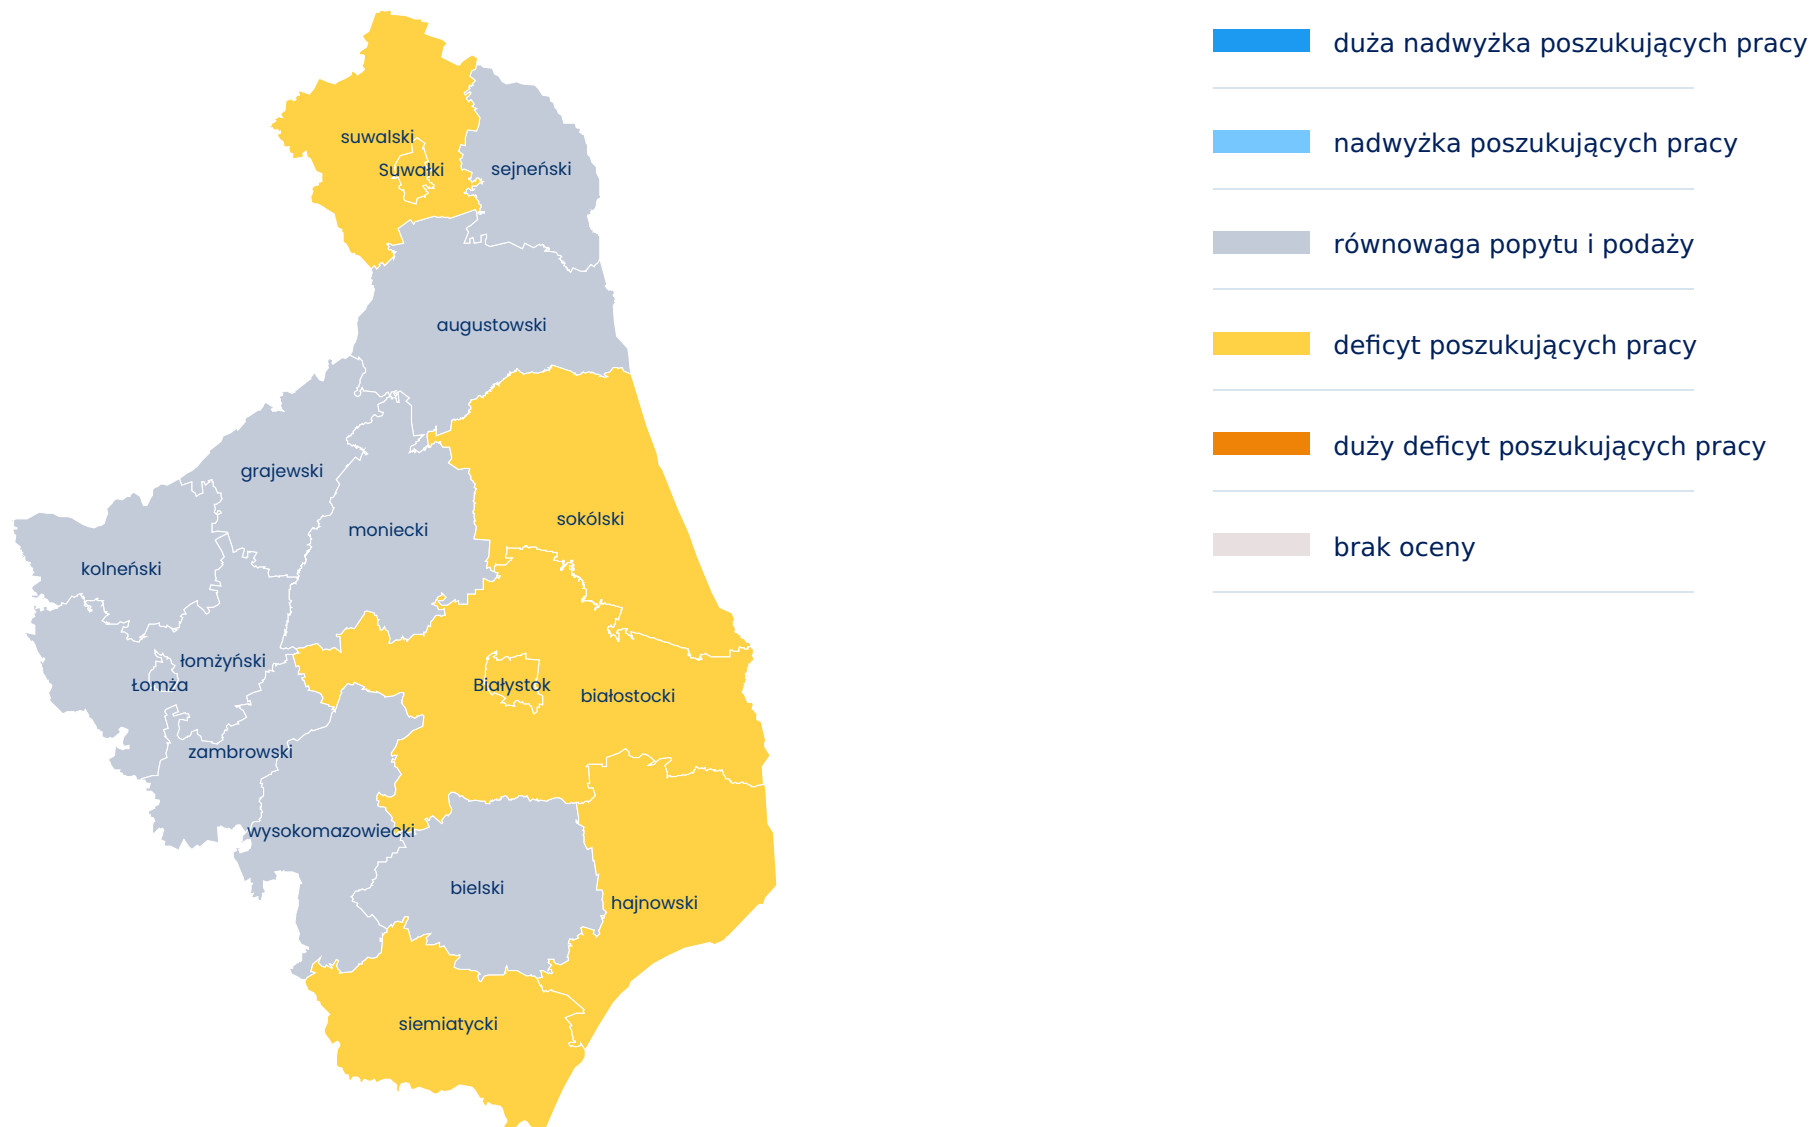 suwalski
Suwałki
sejneński
augustowski
grajewski
moniecki
sokólski
kolneński
łomżyński
Łomża
Białystok
białostocki
zambrowski
wysokomazowiecki
bielski
hajnowski
siemiatycki
duża nadwyżka poszukujących pracy
nadwyżka poszukujących pracy
równowaga popytu i podaży
deficyt poszukujących pracy
duży deficyt poszukujących pracy
brak oceny